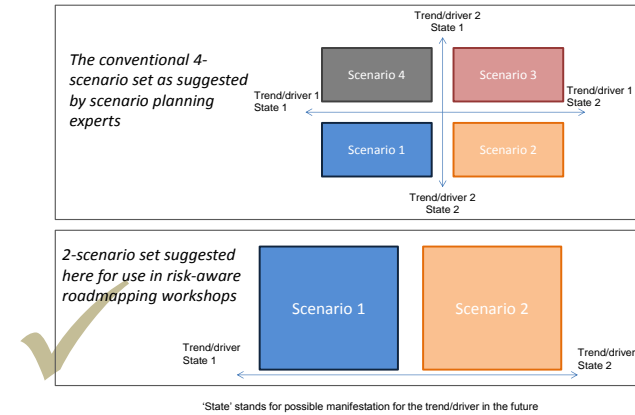 Trend/driver 2
State 1
The conventional 4-
scenario set as suggested
by scenario planning
experts
Scenario 4
Scenario 3
Trend/driver 1
State 1
Trend/driver 1
State 2
Scenario 1
Scenario 2
Trend/driver 2
State 2
2-scenario set suggested
here for use in risk-aware
roadmapping workshops
Scenario 1
Scenario 2
Trend/driver
State 1
Trend/driver
State 2
'State' stands for possible manifestation for the trend/driver in the future